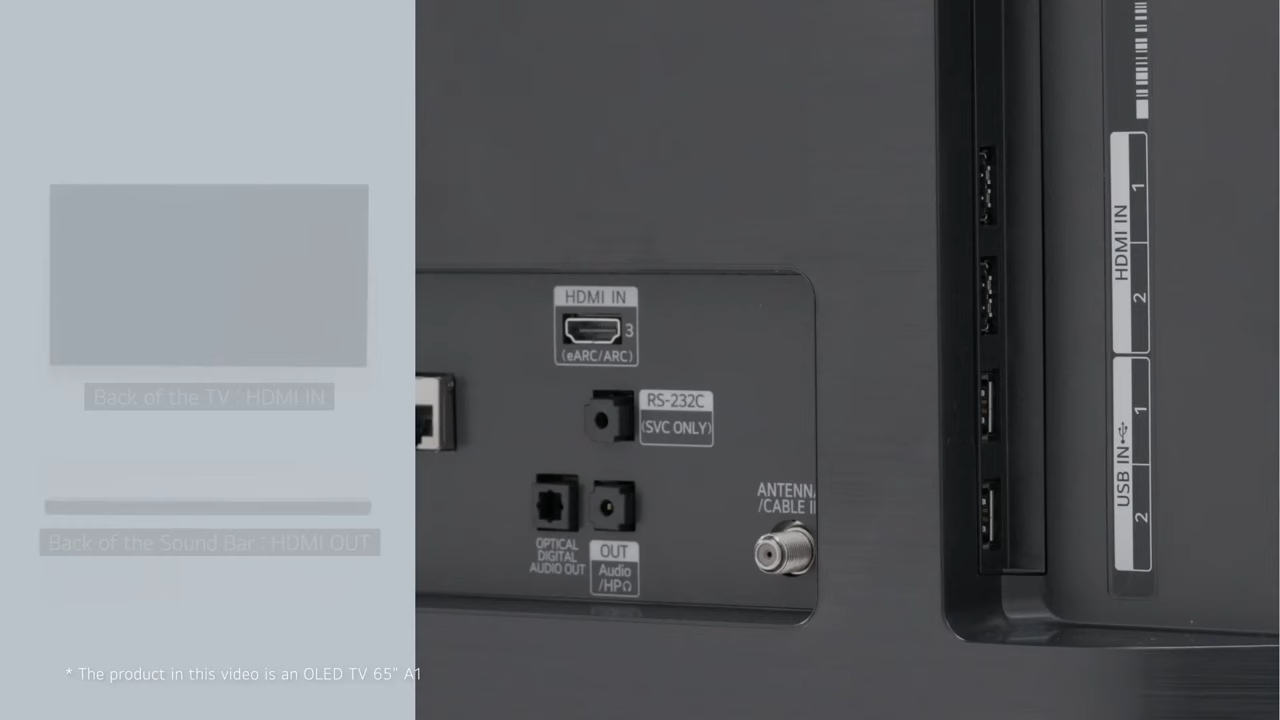 Back of the TV : HDMI IN
Back of the Sound Bar : HDMI OUT
* The product in this video is an OLED TV 65" A1
HDMI IN
3
(eARC/ARC)
RS-232C
(SVC ONLY)
OPTICAL
DIGITAL
AUDIO OUT
OUT
Audio
/HPΩ
ANTENNA
/CABLE I
HDMI IN
1
2
USB IN
1
2